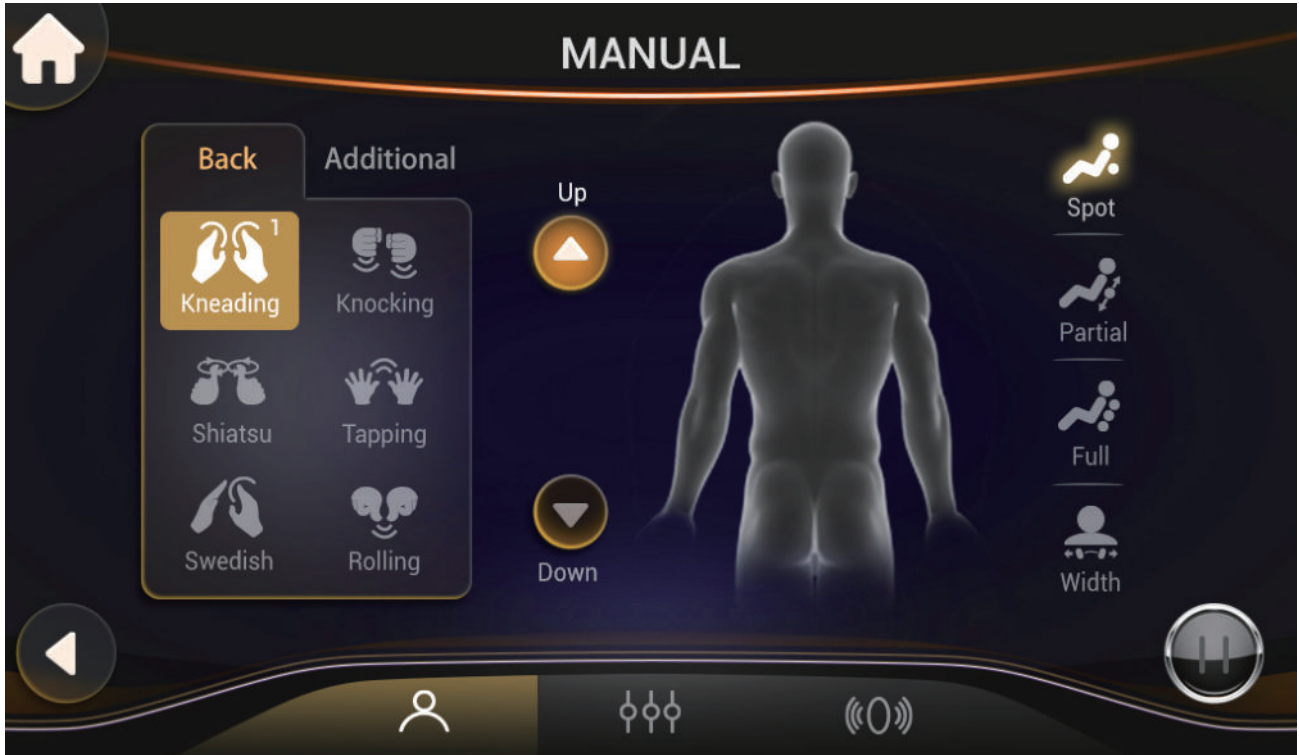 MANUAL
Back Additional
Up
Spot
1
Kneading Knocking
Partial
Shiatsu Tapping
Full
Swedish Rolling
Down
Width